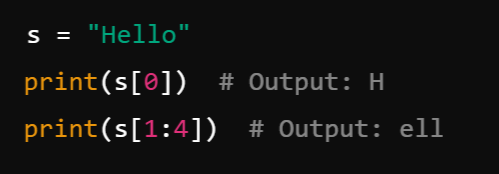 s = "Hello"
print(s[0])  # Output: H
print(s[1:4])  # Output: ell